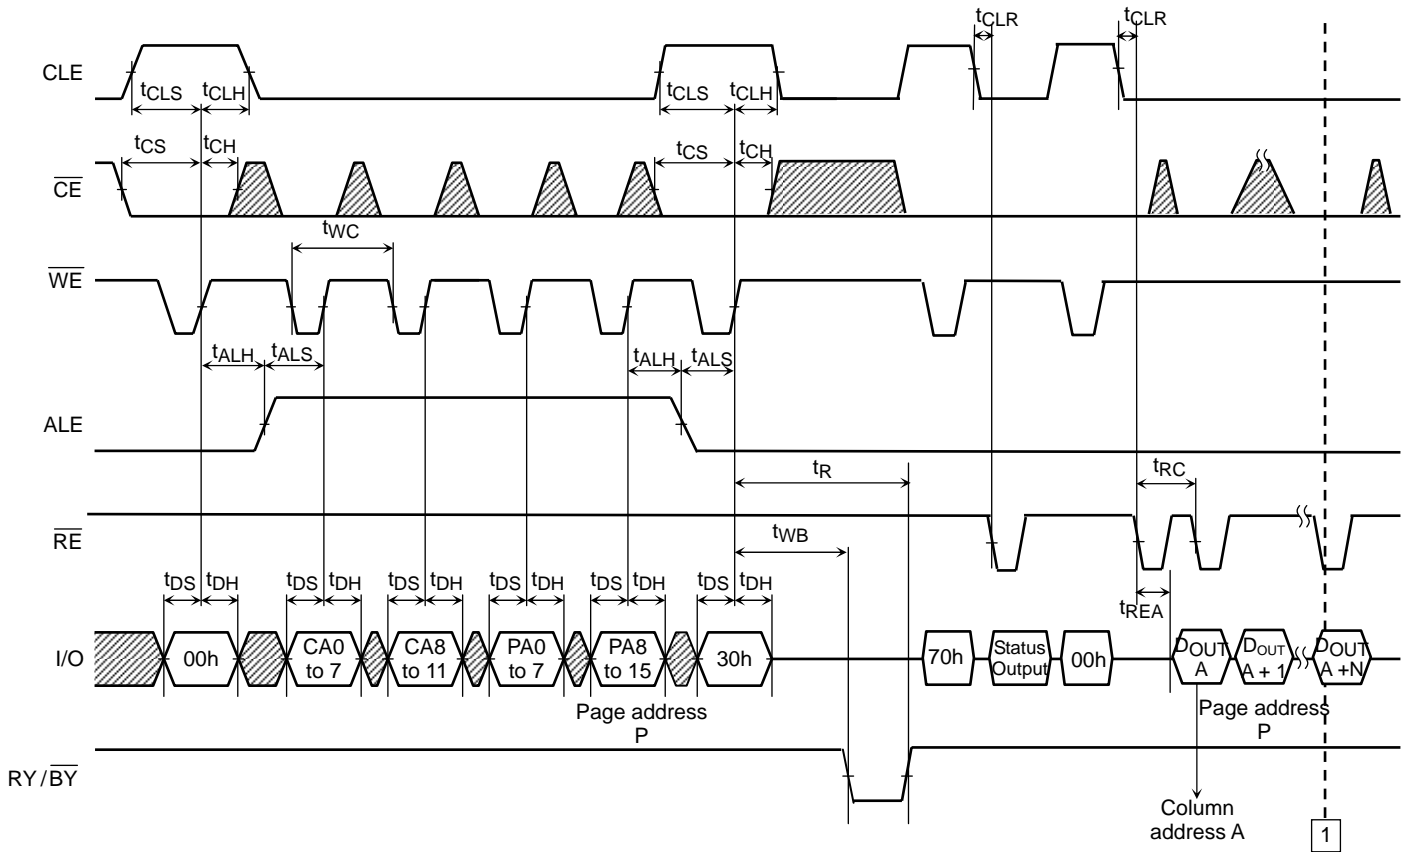 tCLR tCLR
CLE
tCLS tCLH tCLS tCLH
tCS tCH tCS tCH
CE
tWC
WE
tALH tALS tALH tALS
ALE
tR
tRC
RE
tWB
tDS tDH tDS tDH tDS tDH tDS tDH tDS tDH tDS tDH
tREA
I/O
00h
CA0
to 7
CA8
to 11
PA0
to 7
PA8
to 15
30h
70h
Status
Output
00h
DOUT
A
DOUT
A + 1
DOUT
A +N
Page address
P
Page address
P
RY / BY
Column
address A
1